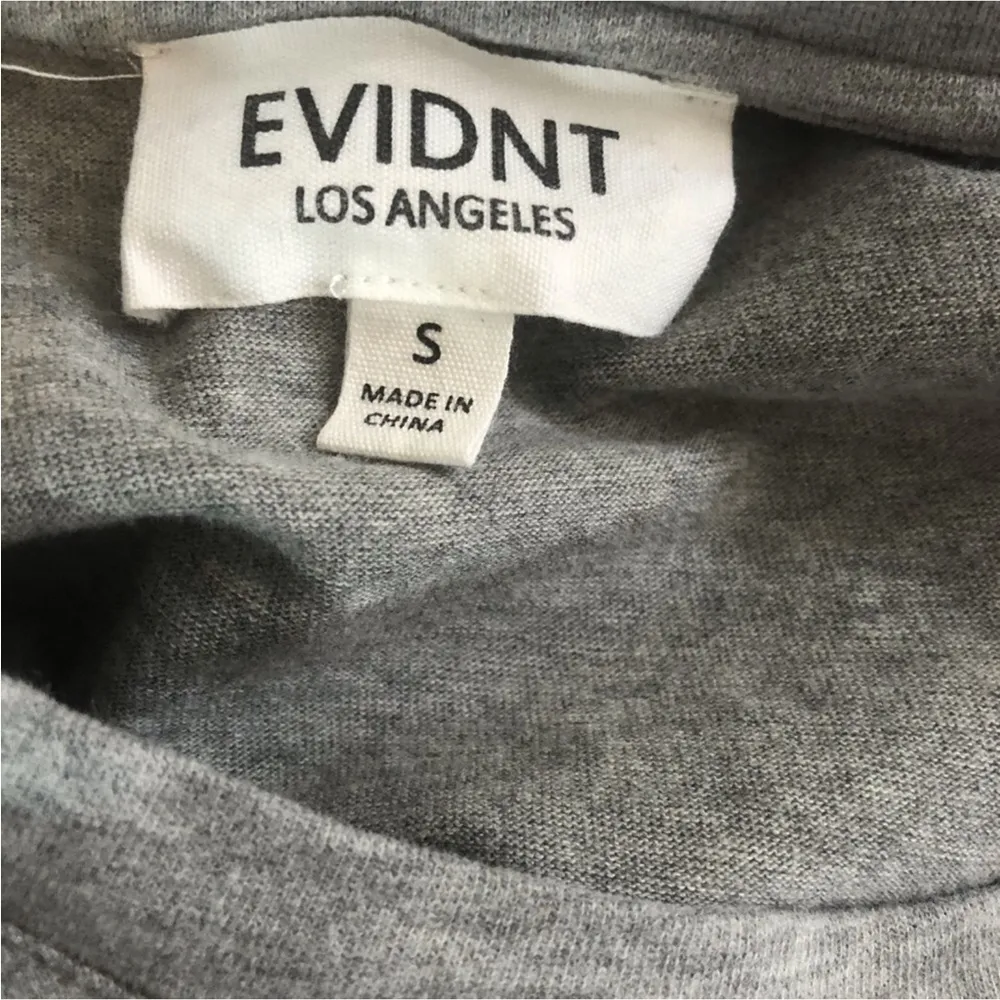 EVIDNT
LOS ANGELES
S
MADE IN
CHINA